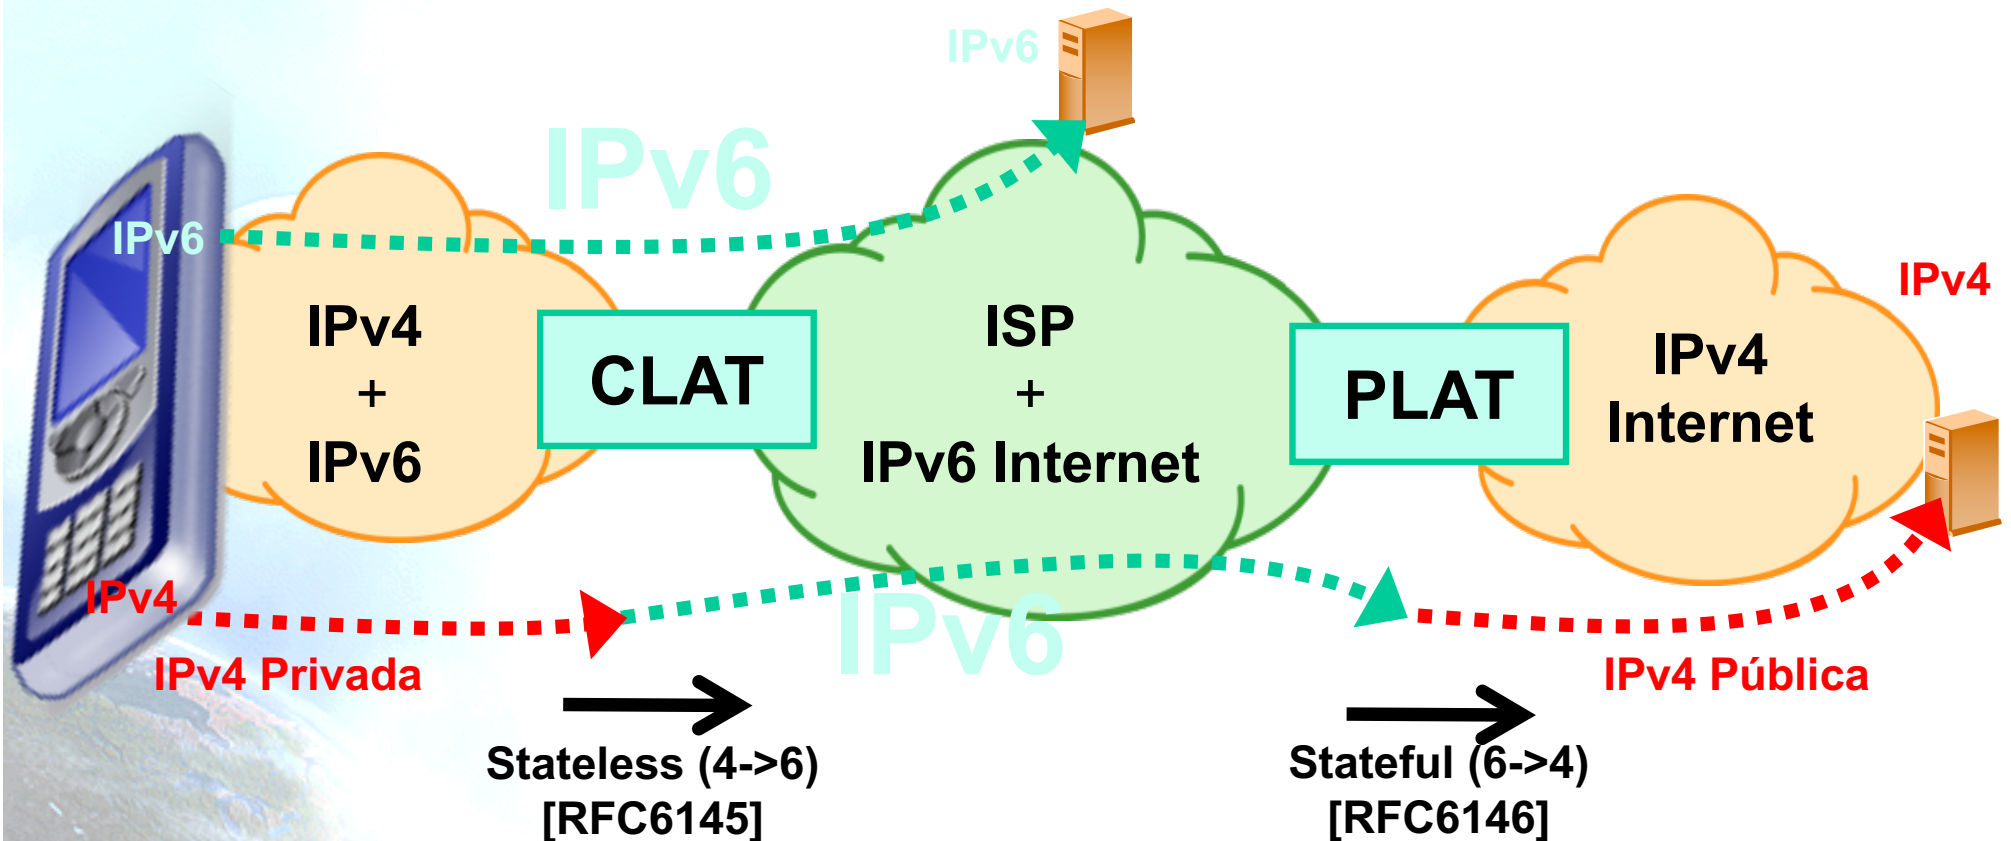 IPv6
IPv6
IPv6
IPv4
+
IPv6
CLAT
ISP
+
IPv6 Internet
PLAT
IPv4
Internet
IPv4
IPv4
IPv4 Privada
IPv6
IPv4 Pública
Stateless (4->6)
[RFC6145]
Stateful (6->4)
[RFC6146]